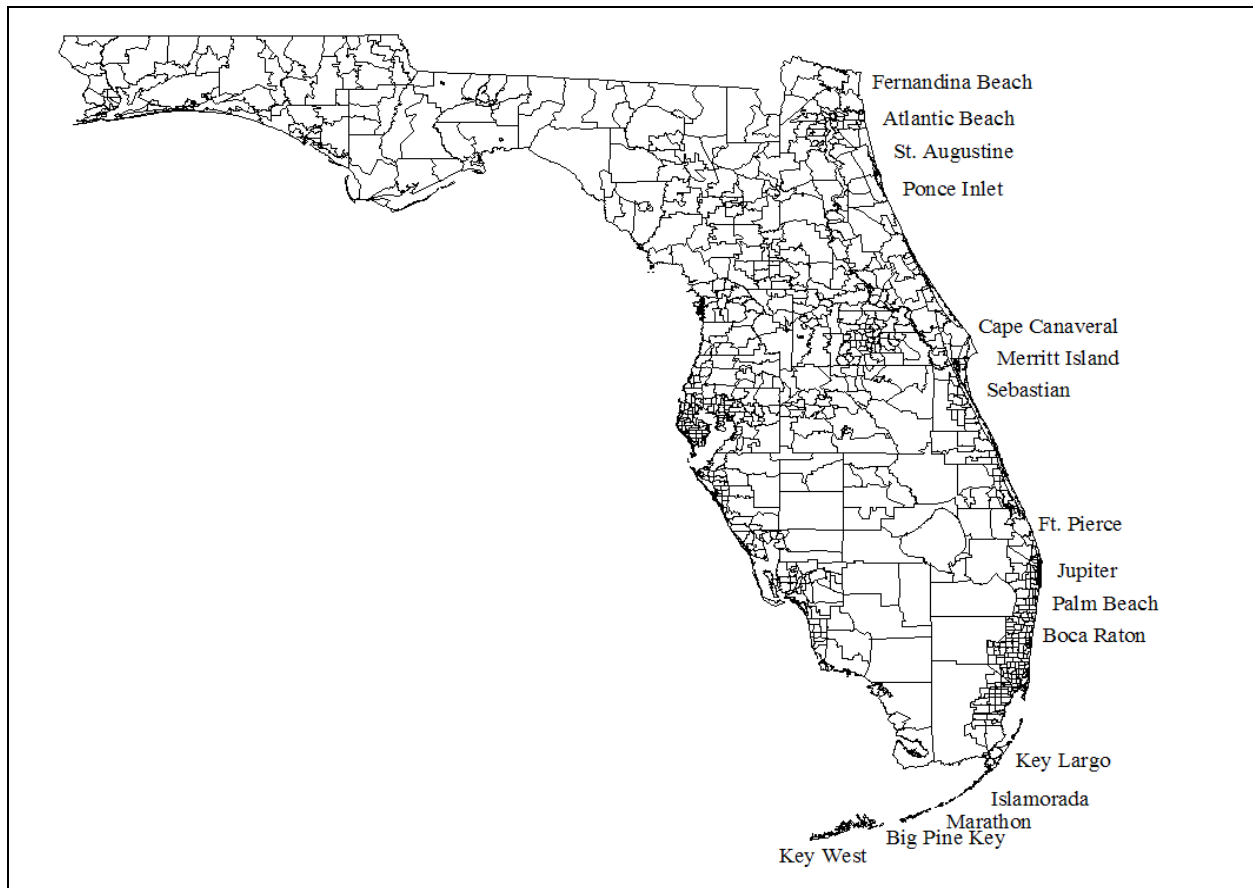 Fernandina Beach
Atlantic Beach
St. Augustine
Ponce Inlet
Cape Canaveral
Merritt Island
Sebastian
Ft. Pierce
Jupiter
Palm Beach
Boca Raton
Key Largo
Islamorada
Marathon
Big Pine Key
Key West